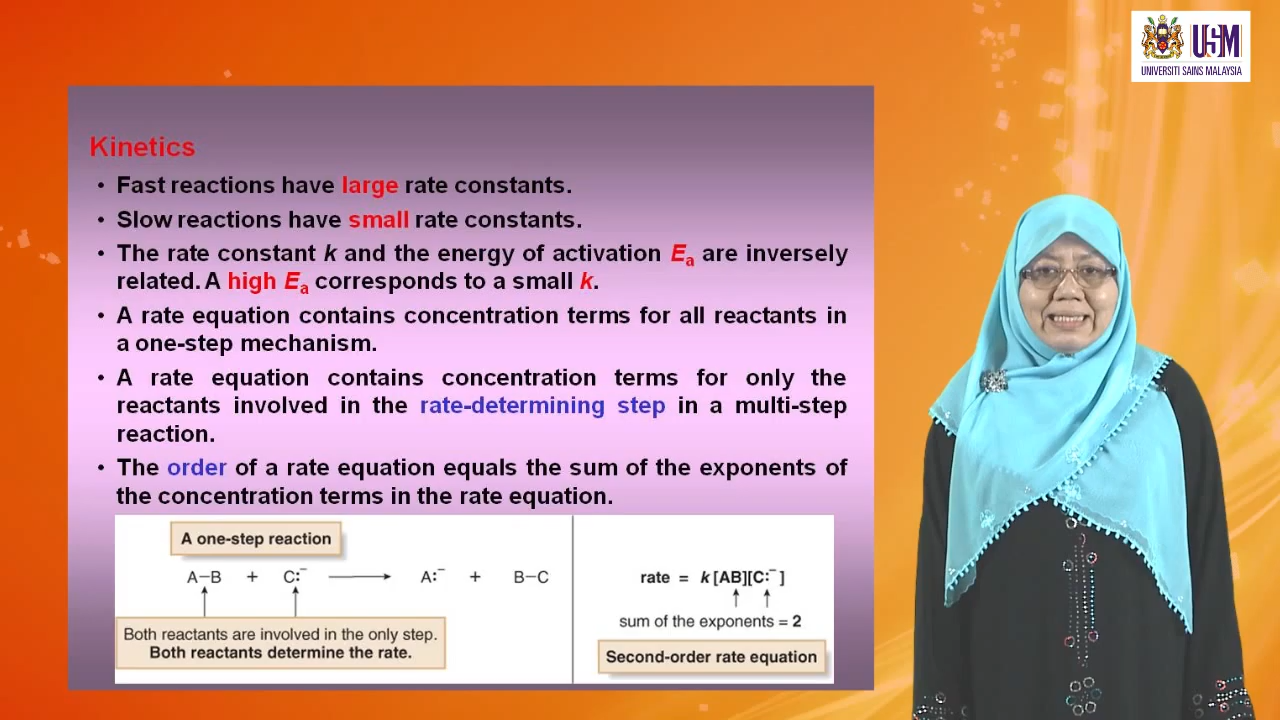 USM
UNIVERSITI SAINS MALAYSIA
Kinetics
• Fast reactions have large rate constants.
• Slow reactions have small rate constants.
• The rate constant k and the energy of activation Ea are inversely
related. A high Ea corresponds to a small k.
• A rate equation contains concentration terms for all reactants in
a one-step mechanism.
• A rate equation contains concentration terms for only the
reactants involved in the rate-determining step in a multi-step
reaction.
• The order of a rate equation equals the sum of the exponents of
the concentration terms in the rate equation.
A one-step reaction
A–B + C:⁻ ⟶ A:⁻ + B–C
Both reactants are involved in the only step.
Both reactants determine the rate.
rate = k [AB][C:⁻]
sum of the exponents = 2
Second-order rate equation